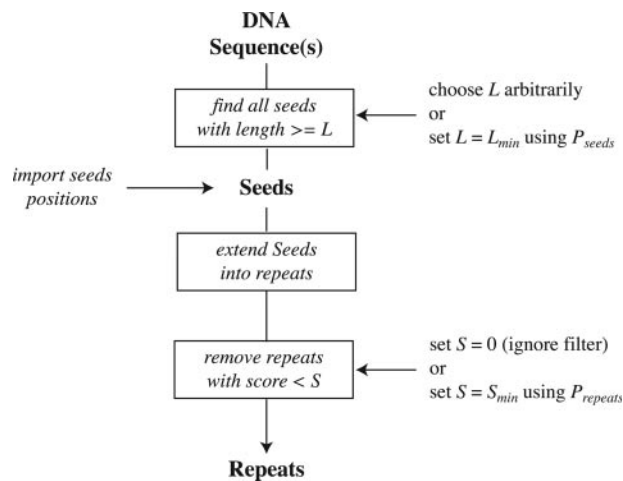 DNA
Sequence(s)
find all seeds
with length >= L
choose L arbitrarily
or
set L = Lmin using Pseeds
import seeds
positions
Seeds
extend Seeds
into repeats
remove repeats
with score < S
set S = 0 (ignore filter)
or
set S = Smin using Prepeats
Repeats